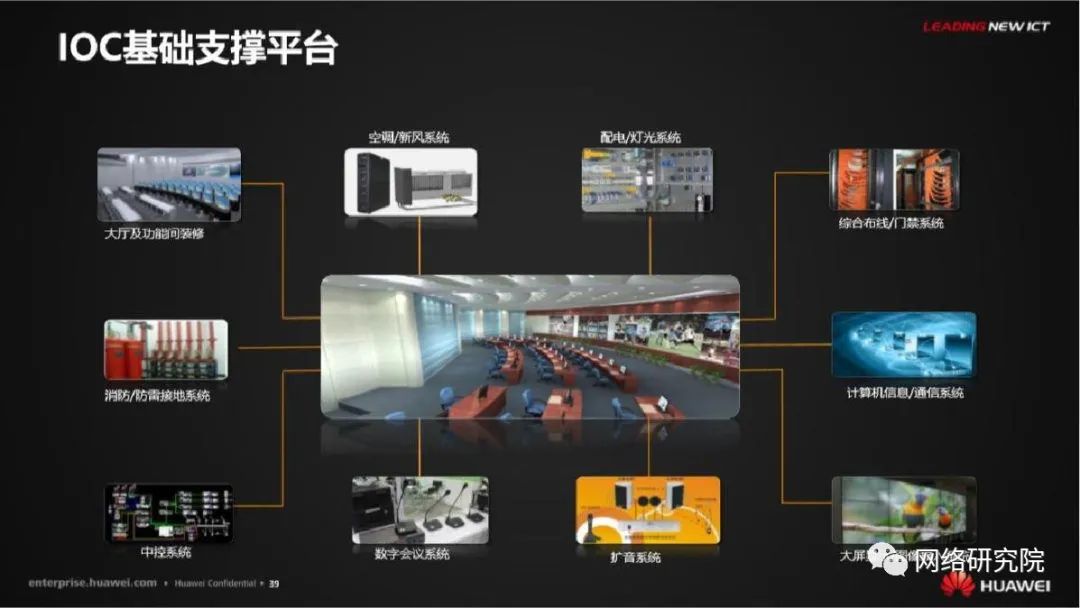 IOC基础支撑平台
LEADING NEW ICT
空调/新风系统
配电/灯光系统
大厅及功能间装修
综合布线/门禁系统
消防/防雷接地系统
计算机信息/通信系统
中控系统
数字会议系统
扩音系统
大屏
网络研究院
enterprise.huawei.com • Huawei Confidential • 39
HUAWEI